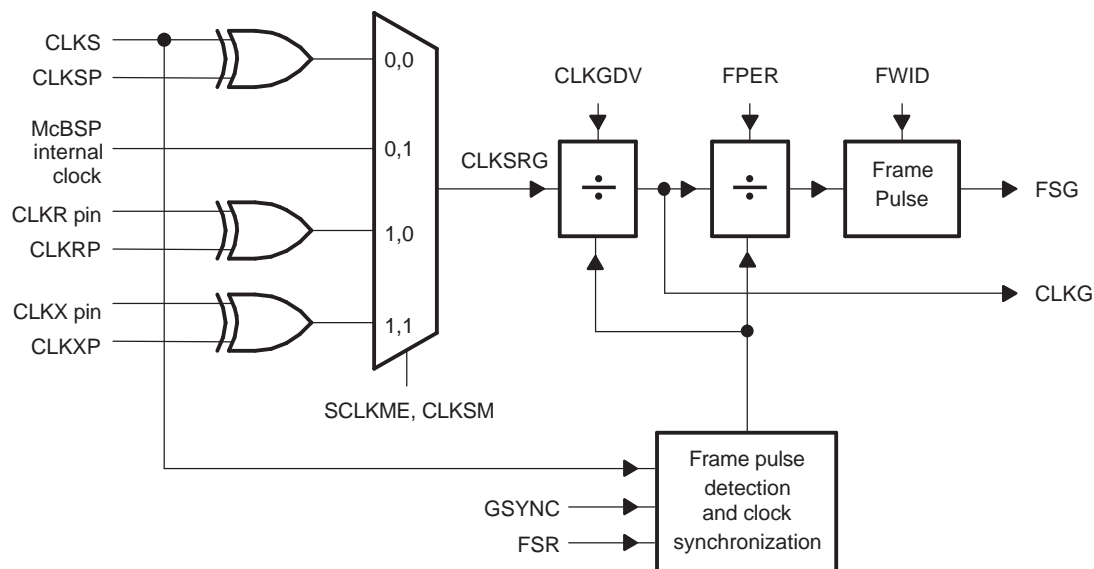 CLKS
CLKSP
McBSP
internal
clock
CLKR pin
CLKRP
CLKX pin
CLKXP
0,0
0,1
1,0
1,1
SCLKME, CLKSM
CLKSRG
CLKGDV
÷
FPER
÷
FWID
Frame
Pulse
FSG
CLKG
GSYNC
FSR
Frame pulse
detection
and clock
synchronization